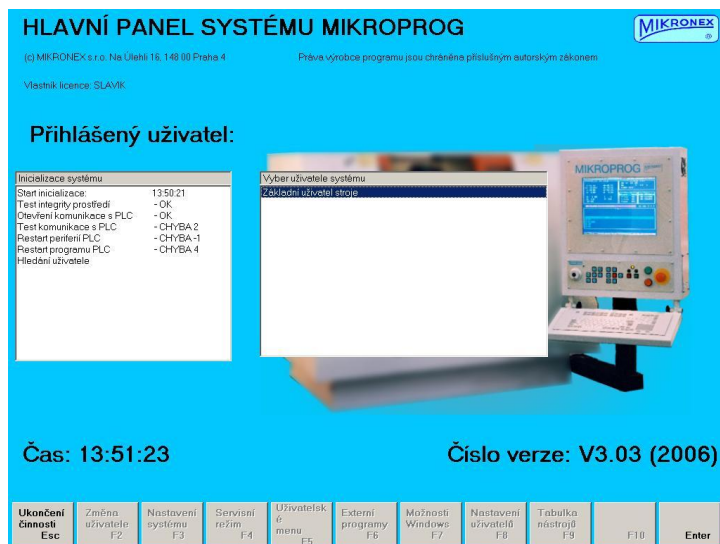 HLAVNÍ PANEL SYSTÉMU MIKROPROG
MIKRONEX
(c) MIKRONEX s.r.o. Na Úlehli 16, 148 00 Praha 4
Práva výrobce programu jsou chráněna příslušným autorským zákonem
Vlastník licence: SLAVIK
Přihlášený uživatel:
Inicializace systému
Start inicializace: 13:50:21
Test integrity prostředí - OK
Otevření komunikace s PLC - OK
Test komunikace s PLC - CHYBA 2
Restart periferií PLC - CHYBA -1
Restart programu PLC - CHYBA 4
Hledání uživatele
Vyber uživatele systému
Základní uživatel stroje
MIKROPROG
Čas: 13:51:23
Číslo verze: V3.03 (2006)
Ukončení činnosti Esc
Změna uživatele F2
Nastavení systému F3
Servisní režim F4
Uživatelsk é menu F5
Externí programy F6
Možnosti Windows F7
Nastavení uživatelů F8
Tabulka nástrojů F9
F10
Enter